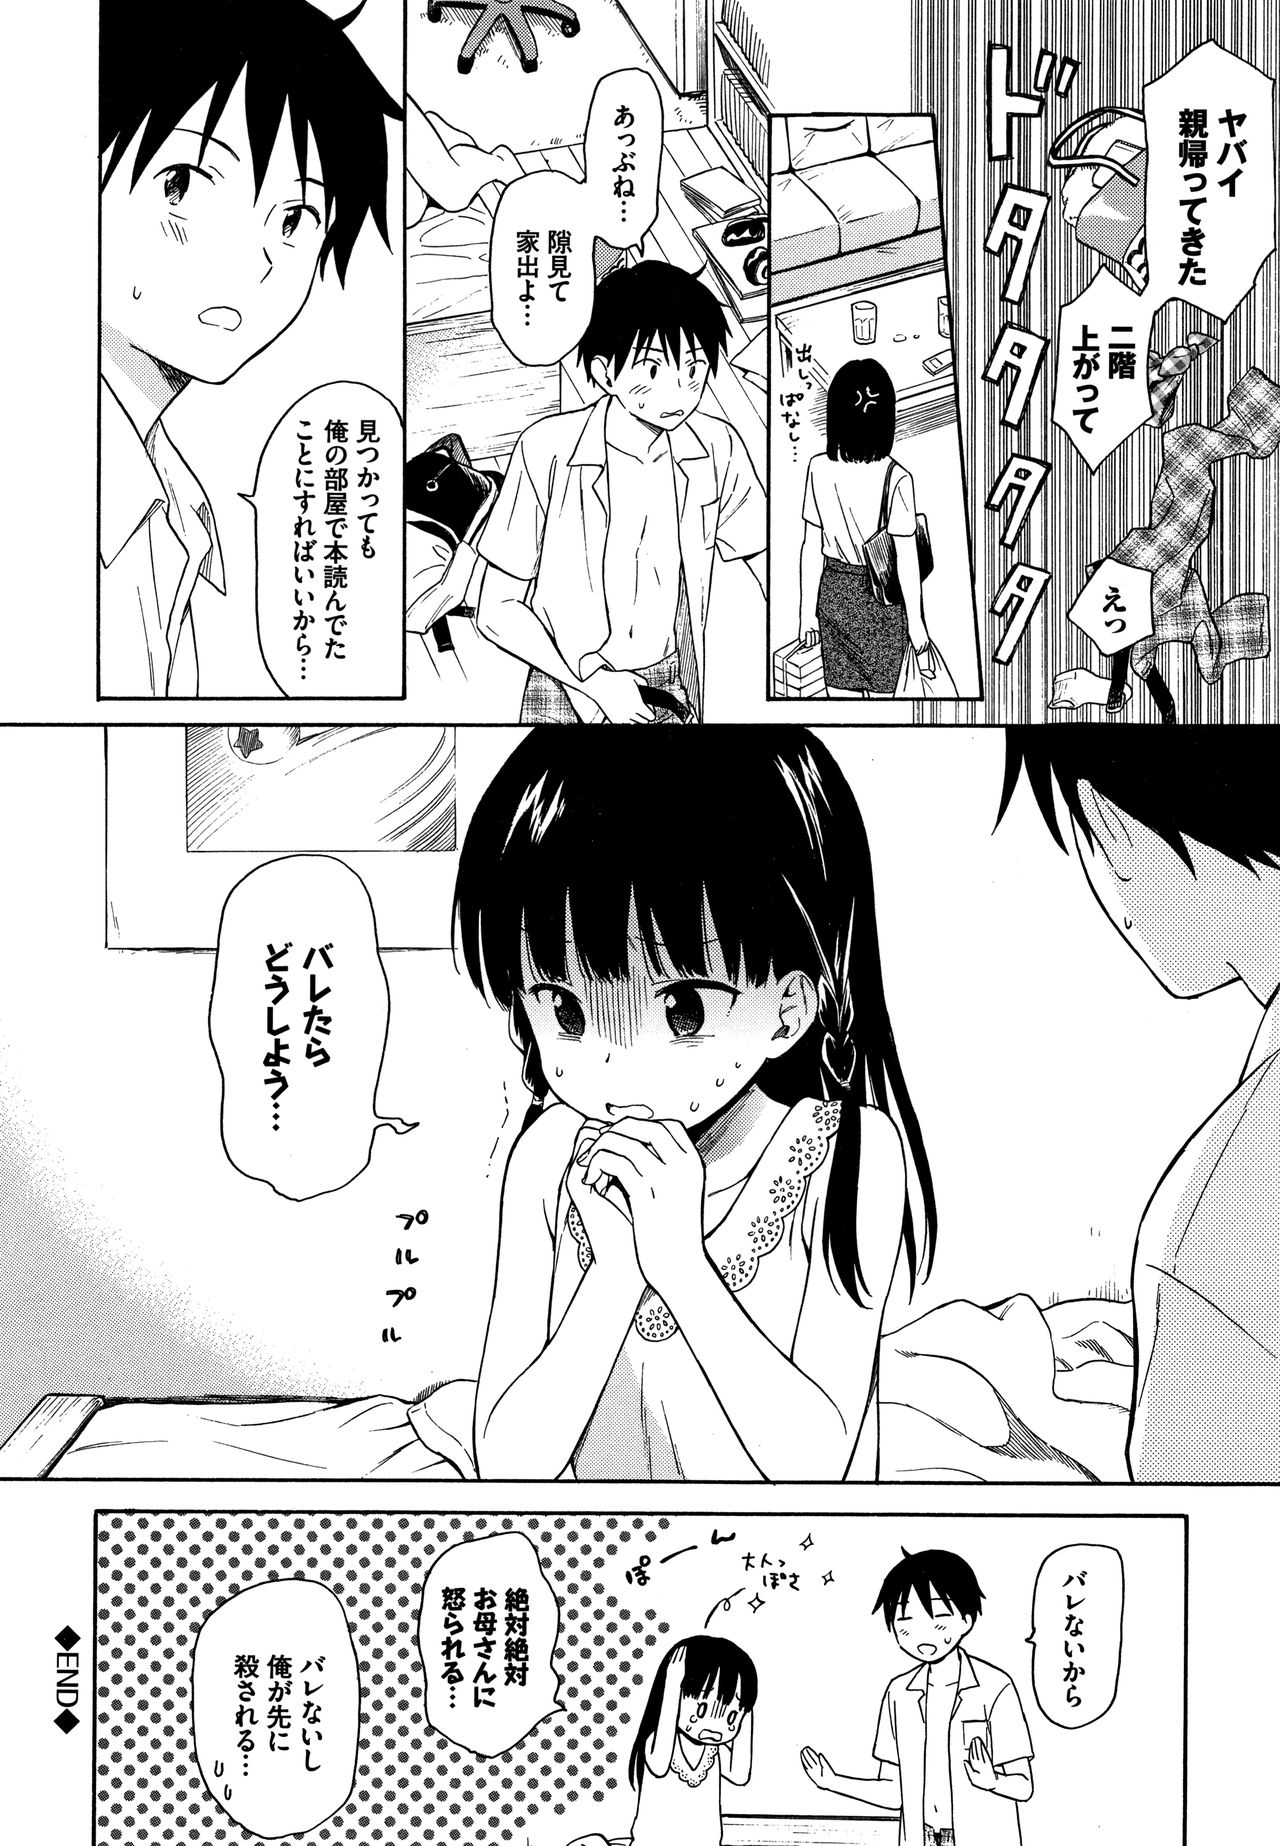 ヤバイ
親帰ってきた
二階
上がって
えっ
ドタタタタタ
出しっ
ぱなし…
あっぶね…
隙見て
家出よ…
見つかっても
俺の部屋で本読んでた
ことにすればいいから…
バレたら
どうしよう…
プルプル
バレないから
大人っ
ぽさ
ぽーん
絶対絶対
お母さんに
怒られる…
バレないし
俺が先に
殺される…
◆END◆